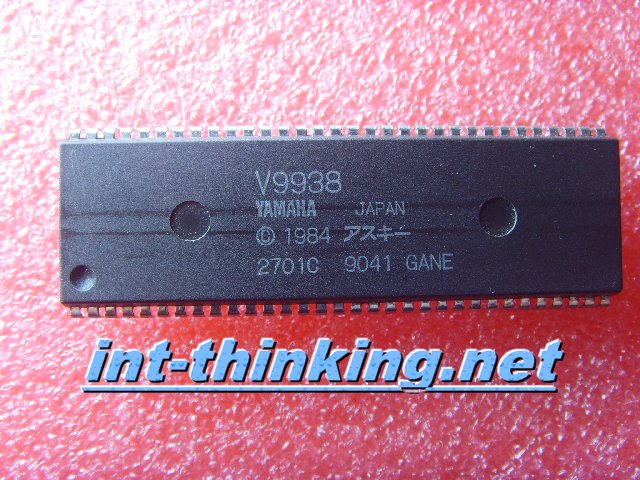 V9938
YAMAHA JAPAN
© 1984 アスキー
2701C 9041 GANE
int-thinking.net